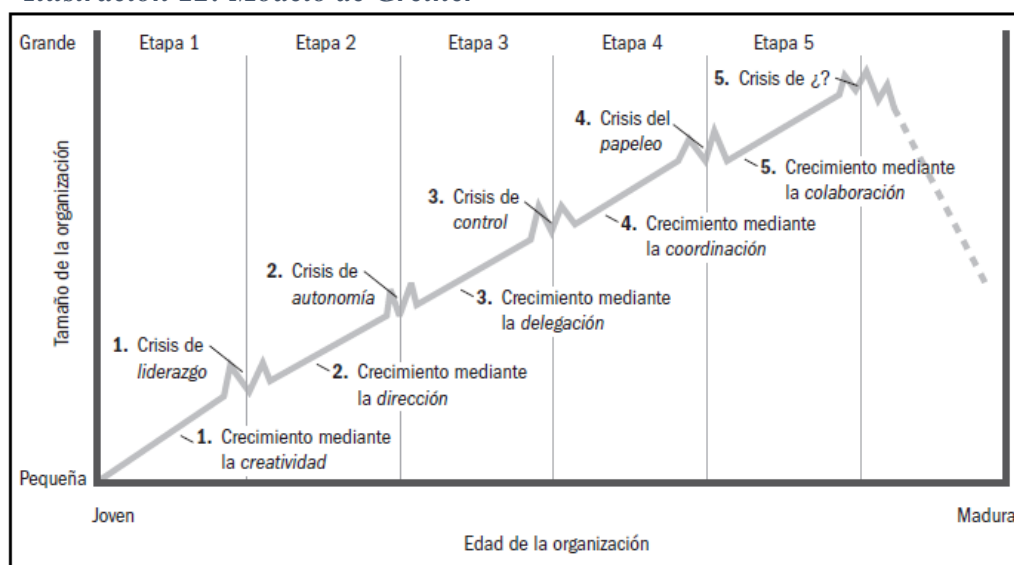 Ilustración 12. Modelo de Greiner
Grande
Etapa 1
Etapa 2
Etapa 3
Etapa 4
Etapa 5
5. Crisis de ¿?
4. Crisis del
papeleo
5. Crecimiento mediante
la colaboración
3. Crisis de
control
4. Crecimiento mediante
la coordinación
2. Crisis de
autonomía
3. Crecimiento mediante
la delegación
1. Crisis de
liderazgo
2. Crecimiento mediante
la dirección
1. Crecimiento mediante
la creatividad
Tamaño de la organización
Pequeña
Joven
Madura
Edad de la organización